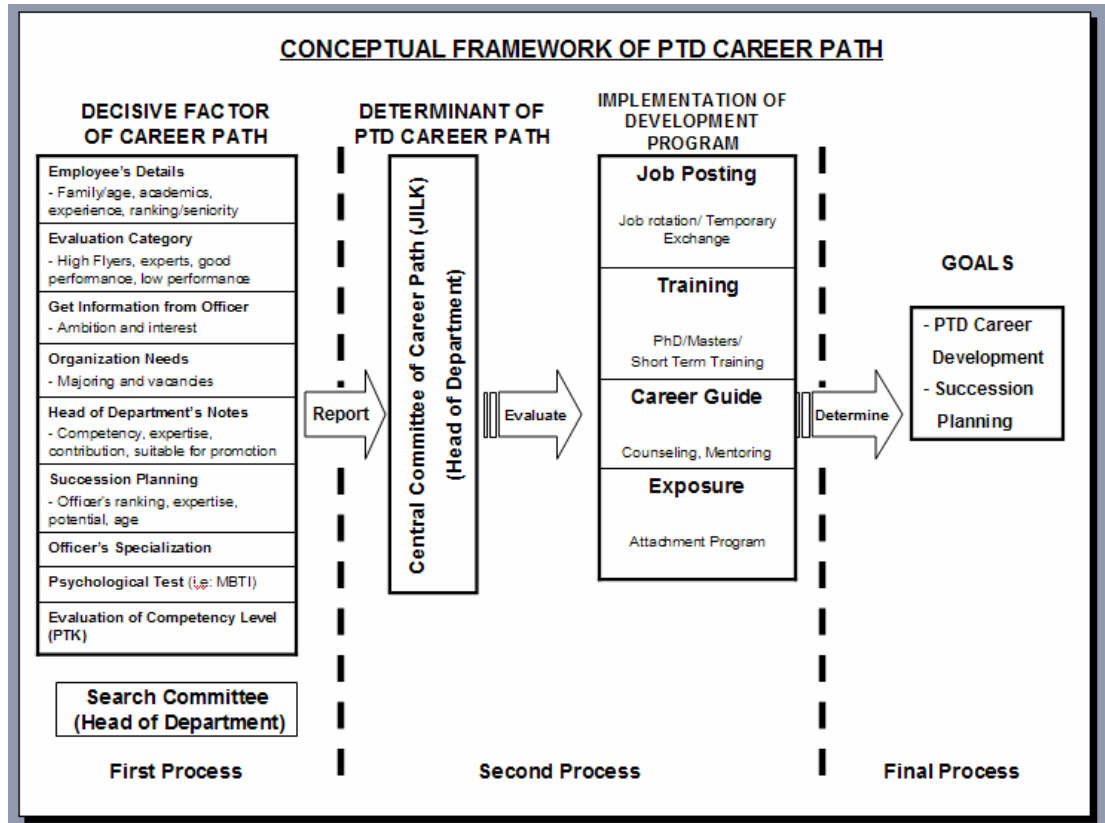 CONCEPTUAL FRAMEWORK OF PTD CAREER PATH
DECISIVE FACTOR
OF CAREER PATH
Employee's Details
- Family/age, academics,
experience, ranking/seniority
Evaluation Category
- High Flyers, experts, good
performance, low performance
Get Information from Officer
- Ambition and interest
Organization Needs
- Majoring and vacancies
Head of Department's Notes
- Competency, expertise,
contribution, suitable for promotion
Succession Planning
- Officer's ranking, expertise,
potential, age
Officer's Specialization
Psychological Test (i.e: MBTI)
Evaluation of Competency Level
(PTK)
Search Committee
(Head of Department)
First Process
Report
DETERMINANT OF
PTD CAREER PATH
Central Committee of Career Path (JILK)
(Head of Department)
Evaluate
IMPLEMENTATION OF
DEVELOPMENT
PROGRAM
Job Posting
Job rotation/ Temporary
Exchange
Training
PhD/Masters/
Short Term Training
Career Guide
Counseling, Mentoring
Exposure
Attachment Program
Second Process
Determine
GOALS
- PTD Career
Development
- Succession
Planning
Final Process